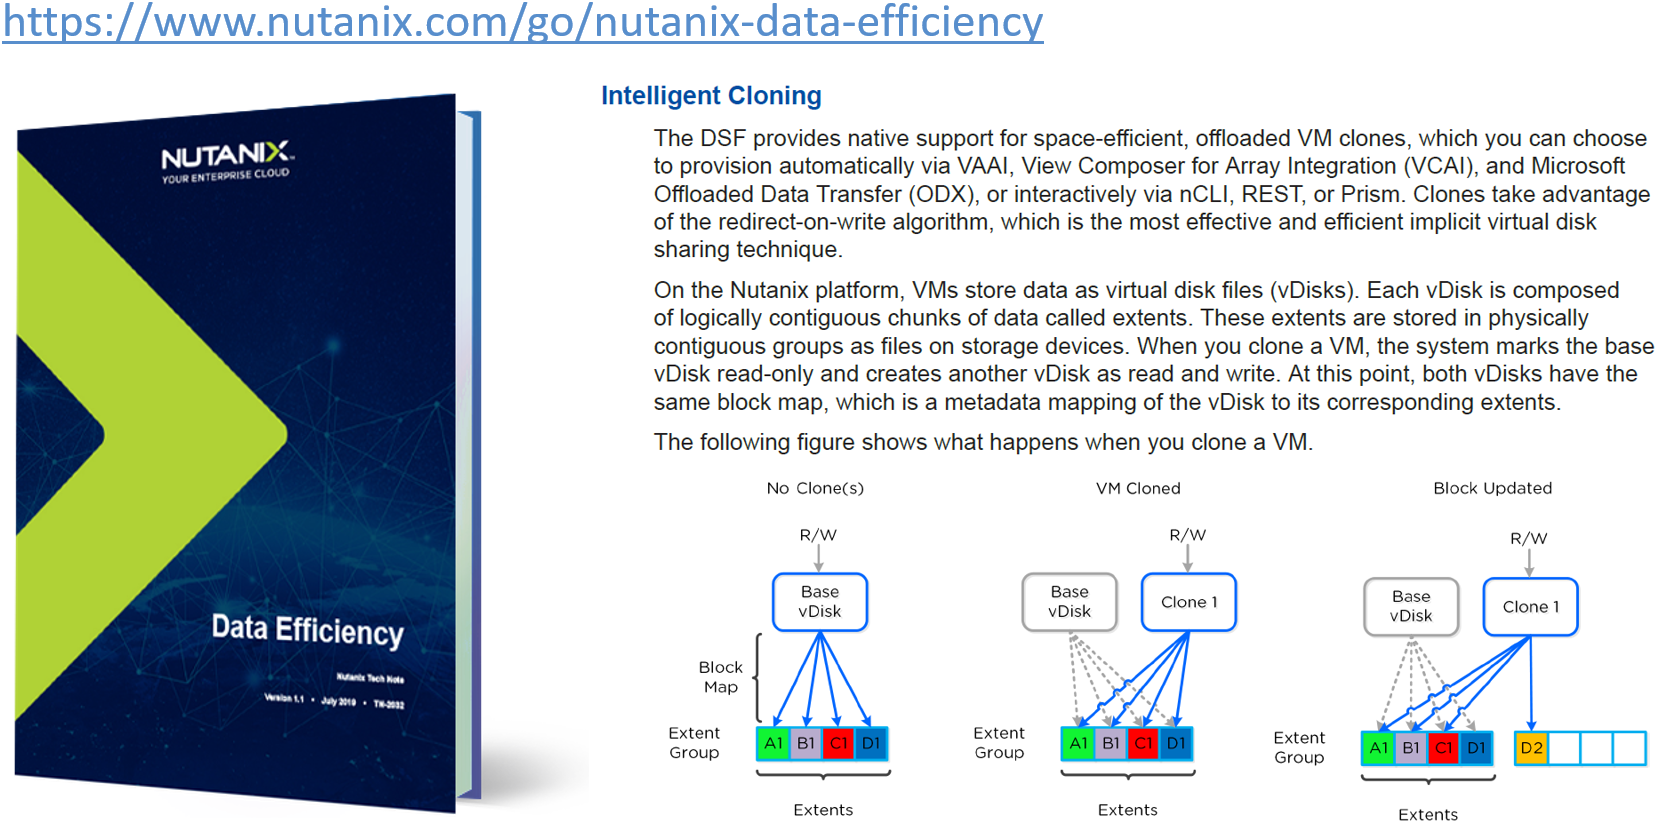 https://www.nutanix.com/go/nutanix-data-efficiency
NUTANIX
YOUR ENTERPRISE CLOUD
Data Efficiency
Nutanix Tech Note
Version 1.1 • July 2019 • TN-2032
Intelligent Cloning
The DSF provides native support for space-efficient, offloaded VM clones, which you can choose
to provision automatically via VAAI, View Composer for Array Integration (VCAI), and Microsoft
Offloaded Data Transfer (ODX), or interactively via nCLI, REST, or Prism. Clones take advantage
of the redirect-on-write algorithm, which is the most effective and efficient implicit virtual disk
sharing technique.
On the Nutanix platform, VMs store data as virtual disk files (vDisks). Each vDisk is composed
of logically contiguous chunks of data called extents. These extents are stored in physically
contiguous groups as files on storage devices. When you clone a VM, the system marks the base
vDisk read-only and creates another vDisk as read and write. At this point, both vDisks have the
same block map, which is a metadata mapping of the vDisk to its corresponding extents.
The following figure shows what happens when you clone a VM.
No Clone(s)
R/W
Base
vDisk
Block
Map
Extent
Group
A1 B1 C1 D1
Extents
VM Cloned
R/W
Base
vDisk
Clone 1
Extent
Group
A1 B1 C1 D1
Extents
Block Updated
R/W
Base
vDisk
Clone 1
Extent
Group
A1 B1 C1 D1
D2
Extents